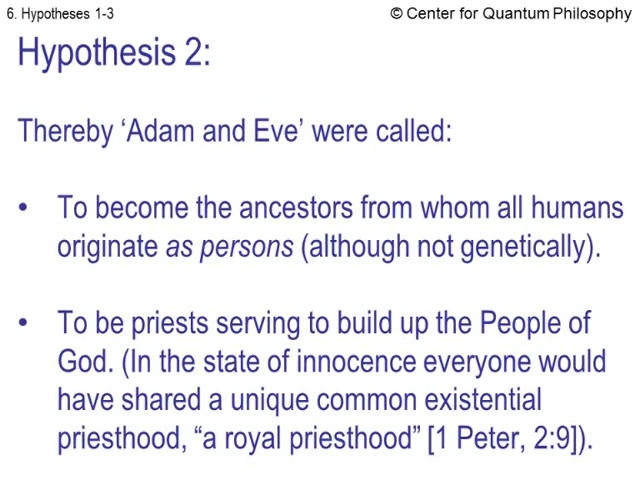 6. Hypotheses 1-3
© Center for Quantum Philosophy
Hypothesis 2:
Thereby ‘Adam and Eve’ were called:
• To become the ancestors from whom all humans
originate as persons (although not genetically).
• To be priests serving to build up the People of
God. (In the state of innocence everyone would
have shared a unique common existential
priesthood, “a royal priesthood” [1 Peter, 2:9]).